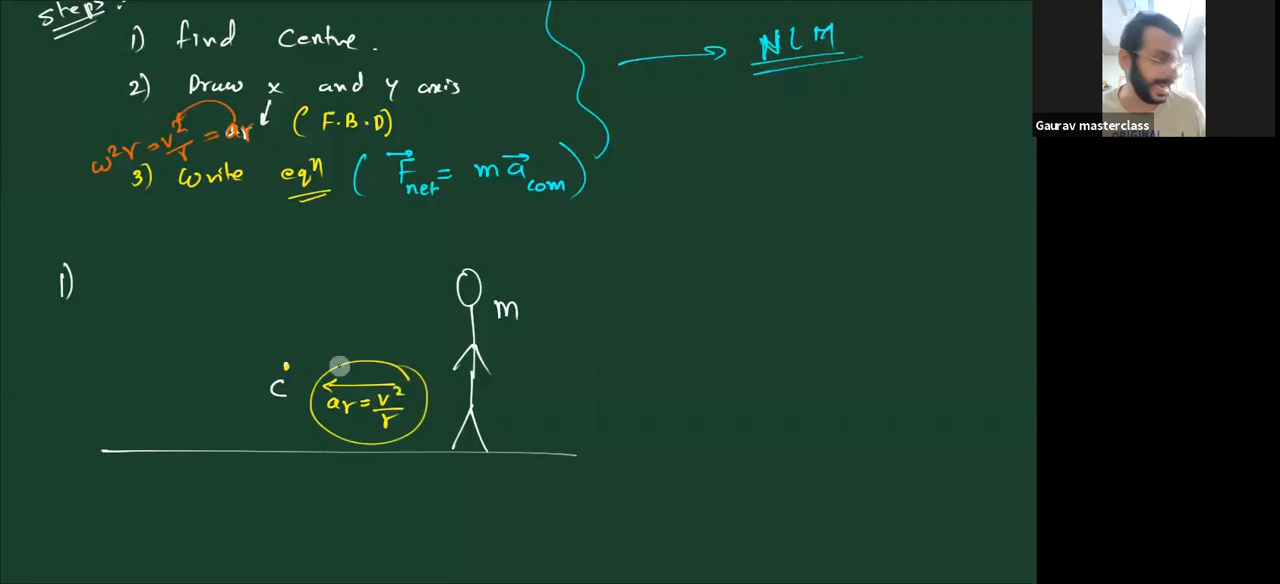 Steps:
1) find Centre.
2) Draw x and y axis
(F.B.D)
ω²r = v²/r = ar
3) Write eqⁿ (F⃗net = m a⃗com)
NLM
Gaurav masterclass
1)
m
C
ar = v²/r